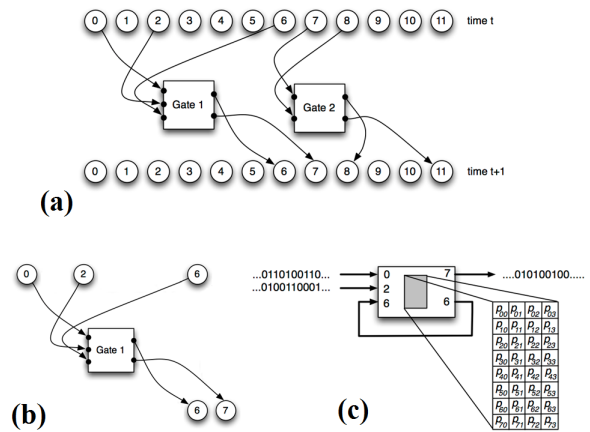 0 1 2 3 4 5 6 7 8 9 10 11 time t
Gate 1 Gate 2
0 1 2 3 4 5 6 7 8 9 10 11 time t+1
(a)
0 2 6
Gate 1
6 7
(b)
...0110100110... 0 7 ....010100100.....
...0100110001... 2
6 6
p00 p01 p02 p03
p10 p11 p12 p13
p20 p21 p22 p23
p30 p31 p32 p33
p40 p41 p42 p43
p50 p51 p52 p53
p60 p61 p62 p63
p70 p71 p72 p73
(c)